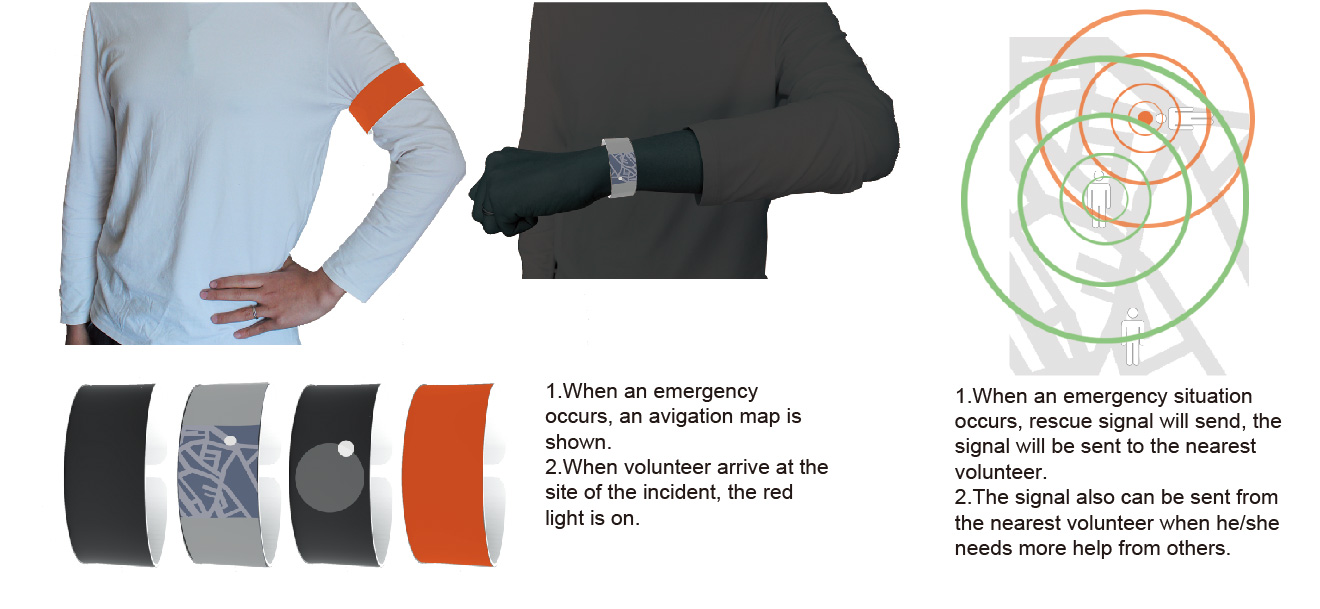 1.When an emergency
occurs, an avigation map is
shown.
2.When volunteer arrive at the
site of the incident, the red
light is on.
1.When an emergency situation
occurs, rescue signal will send, the
signal will be sent to the nearest
volunteer.
2.The signal also can be sent from
the nearest volunteer when he/she
needs more help from others.